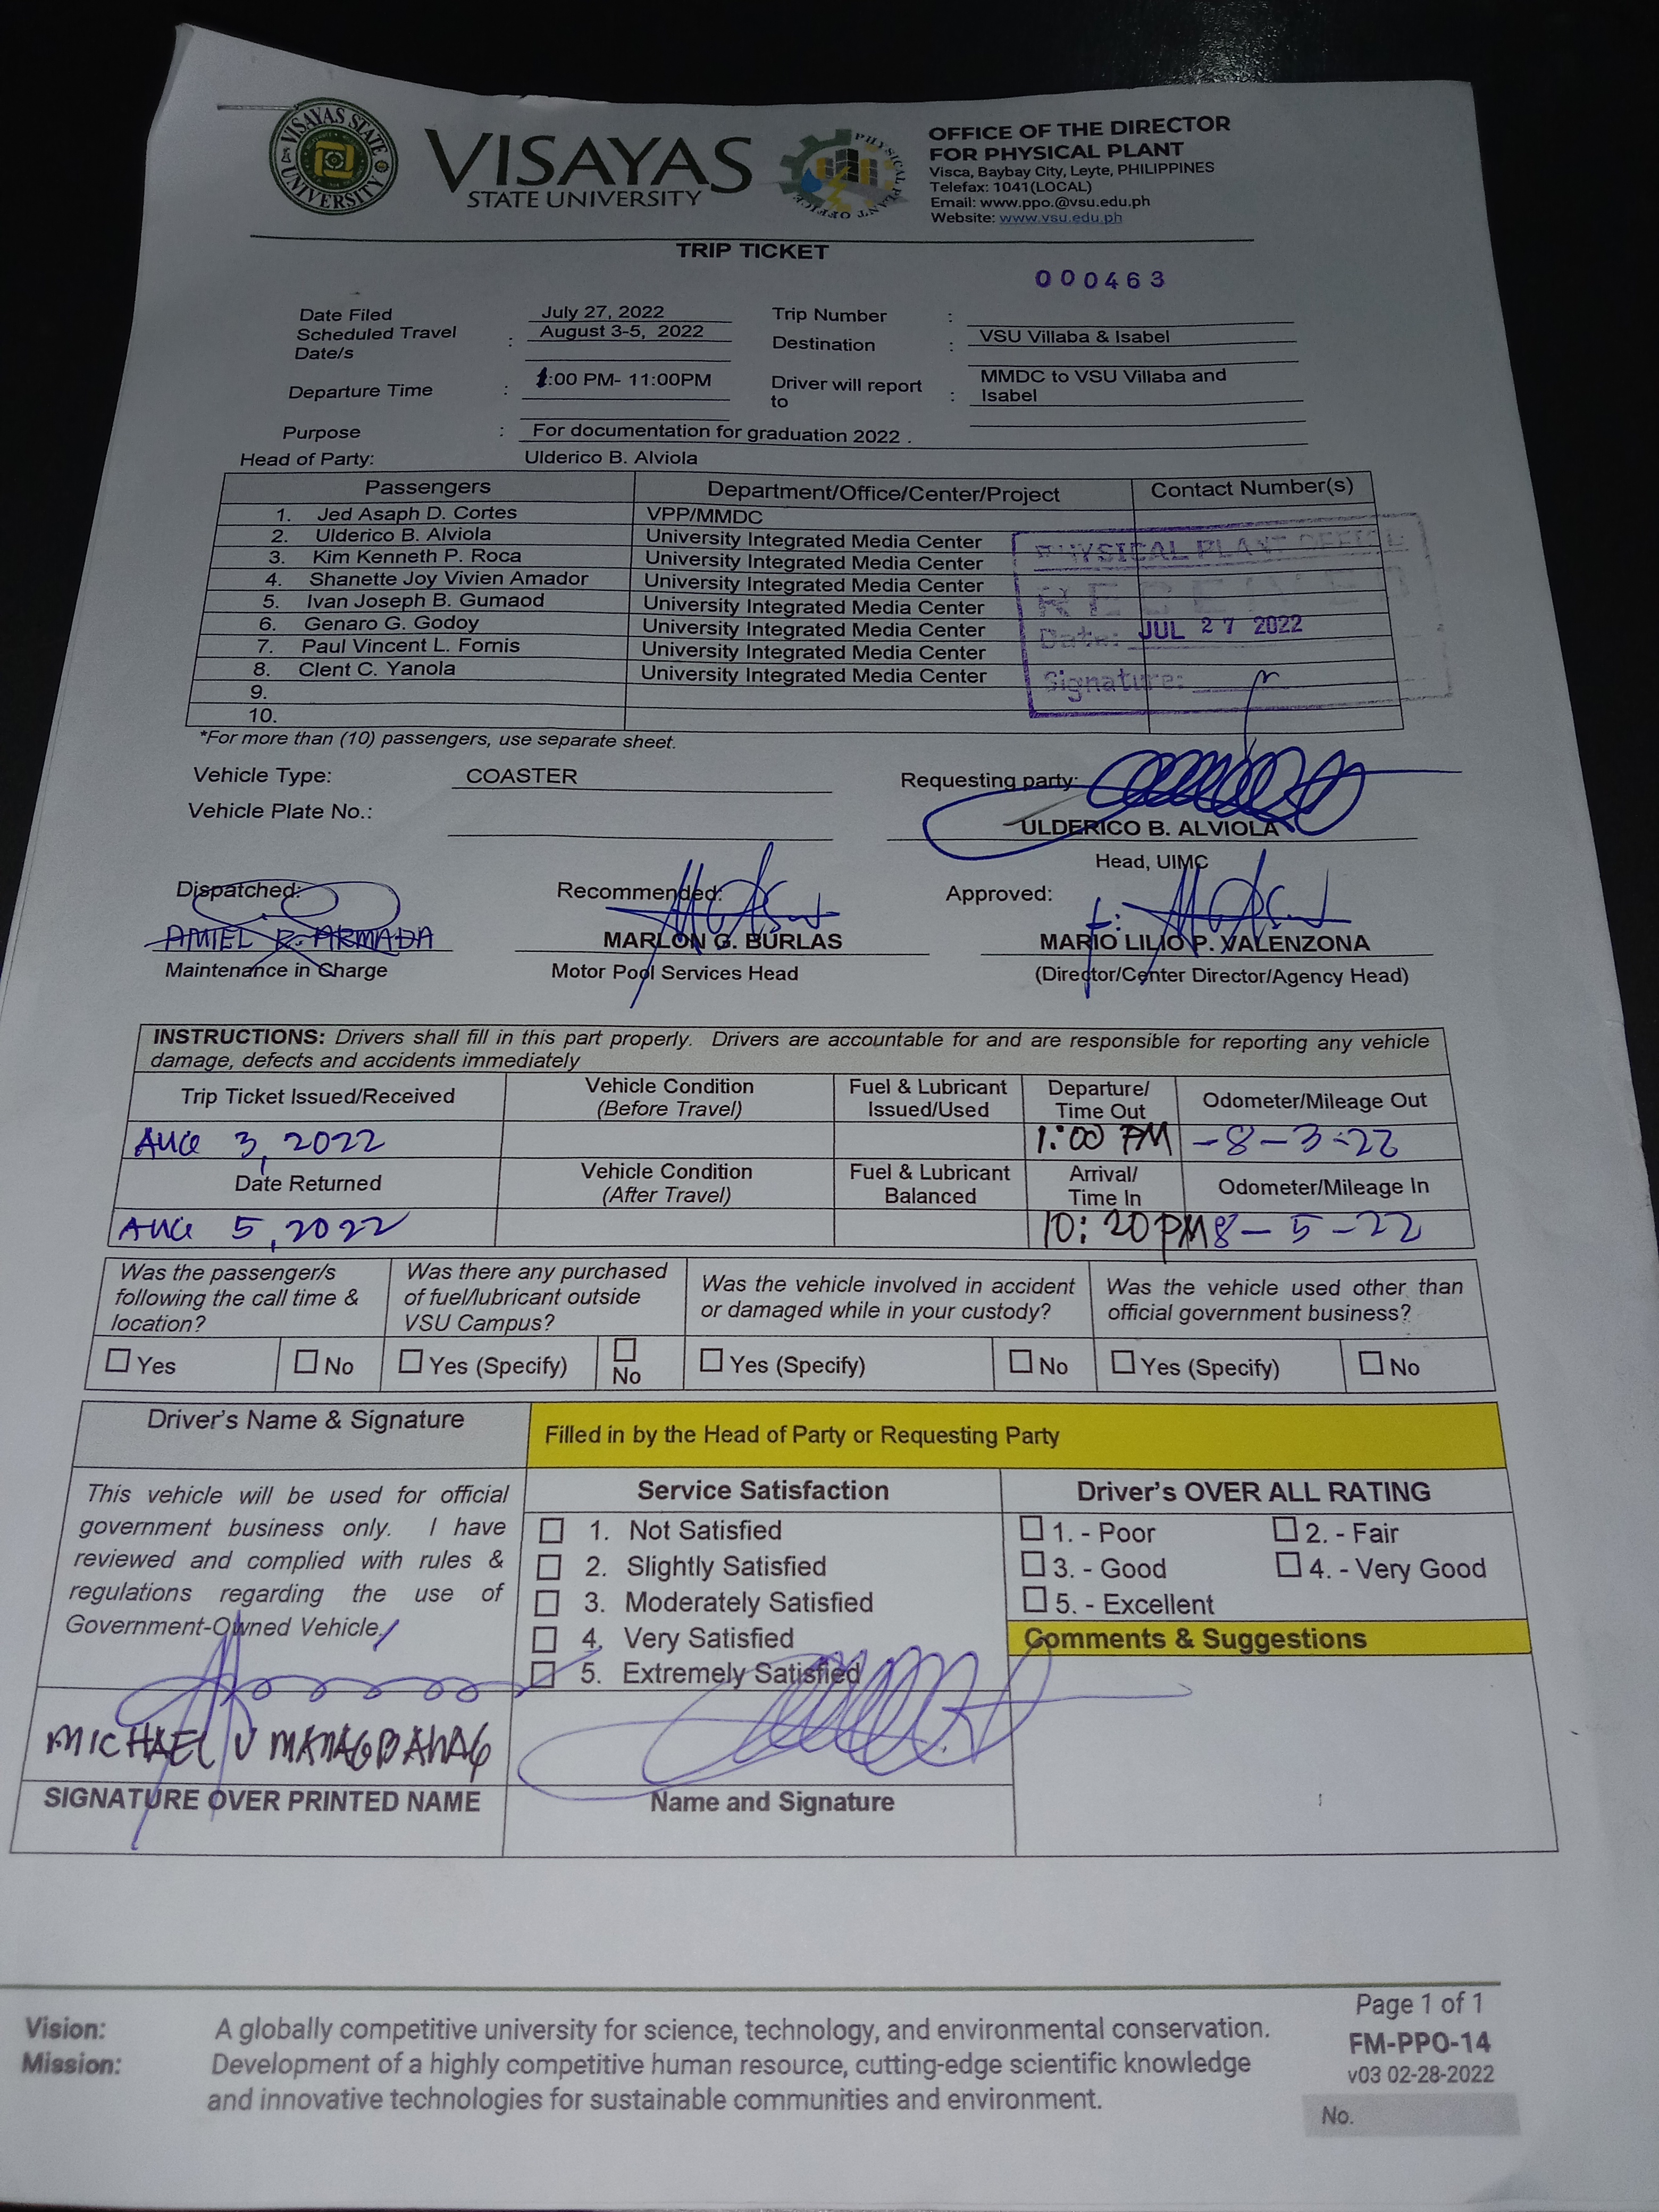 VISAYAS STATE UNIVERSITY
VISAYAS
STATE UNIVERSITY
PHYSICAL PLANT OFFICE
OFFICE OF THE DIRECTOR
FOR PHYSICAL PLANT
Visca, Baybay City, Leyte, PHILIPPINES
Telefax: 1041(LOCAL)
Email: www.ppo.@vsu.edu.ph
Website: www.vsu.edu.ph
TRIP TICKET
000463
Date Filed July 27, 2022 Trip Number :
Scheduled Travel Date/s : August 3-5, 2022 Destination : VSU Villaba & Isabel
Departure Time : 1:00 PM- 11:00PM Driver will report to : MMDC to VSU Villaba and Isabel
Purpose : For documentation for graduation 2022 .
Head of Party: Ulderico B. Alviola
Passengers Department/Office/Center/Project Contact Number(s)
1. Jed Asaph D. Cortes VPP/MMDC
2. Ulderico B. Alviola University Integrated Media Center
3. Kim Kenneth P. Roca University Integrated Media Center
4. Shanette Joy Vivien Amador University Integrated Media Center
5. Ivan Joseph B. Gumaod University Integrated Media Center
6. Genaro G. Godoy University Integrated Media Center
7. Paul Vincent L. Fornis University Integrated Media Center
8. Clent C. Yanola University Integrated Media Center
9.
10.
PHYSICAL PLANT OFFICE
RECEIVED
Date: JUL 27 2022
Signature:
*For more than (10) passengers, use separate sheet.
Vehicle Type: COASTER Requesting party:
Vehicle Plate No.:
ULDERICO B. ALVIOLA
Head, UIMC
Dispatched: Recommended: Approved:
AMIEL R. ARMADA MARLON G. BURLAS MARIO LILIO P. VALENZONA
Maintenance in Charge Motor Pool Services Head (Director/Center Director/Agency Head)
INSTRUCTIONS: Drivers shall fill in this part properly. Drivers are accountable for and are responsible for reporting any vehicle
damage, defects and accidents immediately
Trip Ticket Issued/Received Vehicle Condition (Before Travel) Fuel & Lubricant Issued/Used Departure/ Time Out Odometer/Mileage Out
AUG 3, 2022 1:00 PM -8-3-22
Date Returned Vehicle Condition (After Travel) Fuel & Lubricant Balanced Arrival/ Time In Odometer/Mileage In
AUG 5, 2022 10:20PM 8-5-22
Was the passenger/s following the call time & location? Was there any purchased of fuel/lubricant outside VSU Campus? Was the vehicle involved in accident or damaged while in your custody? Was the vehicle used other than official government business?
Yes No Yes (Specify) No Yes (Specify) No Yes (Specify) No
Driver's Name & Signature Filled in by the Head of Party or Requesting Party
This vehicle will be used for official
government business only. I have
reviewed and complied with rules &
regulations regarding the use of
Government-Owned Vehicle.
Service Satisfaction
1. Not Satisfied
2. Slightly Satisfied
3. Moderately Satisfied
4. Very Satisfied
5. Extremely Satisfied
Driver's OVER ALL RATING
1. - Poor 2. - Fair
3. - Good 4. - Very Good
5. - Excellent
Comments & Suggestions
MICHAEL V MANAGBANAG
SIGNATURE OVER PRINTED NAME Name and Signature
Vision: A globally competitive university for science, technology, and environmental conservation.
Mission: Development of a highly competitive human resource, cutting-edge scientific knowledge
and innovative technologies for sustainable communities and environment.
Page 1 of 1
FM-PPO-14
v03 02-28-2022
No.